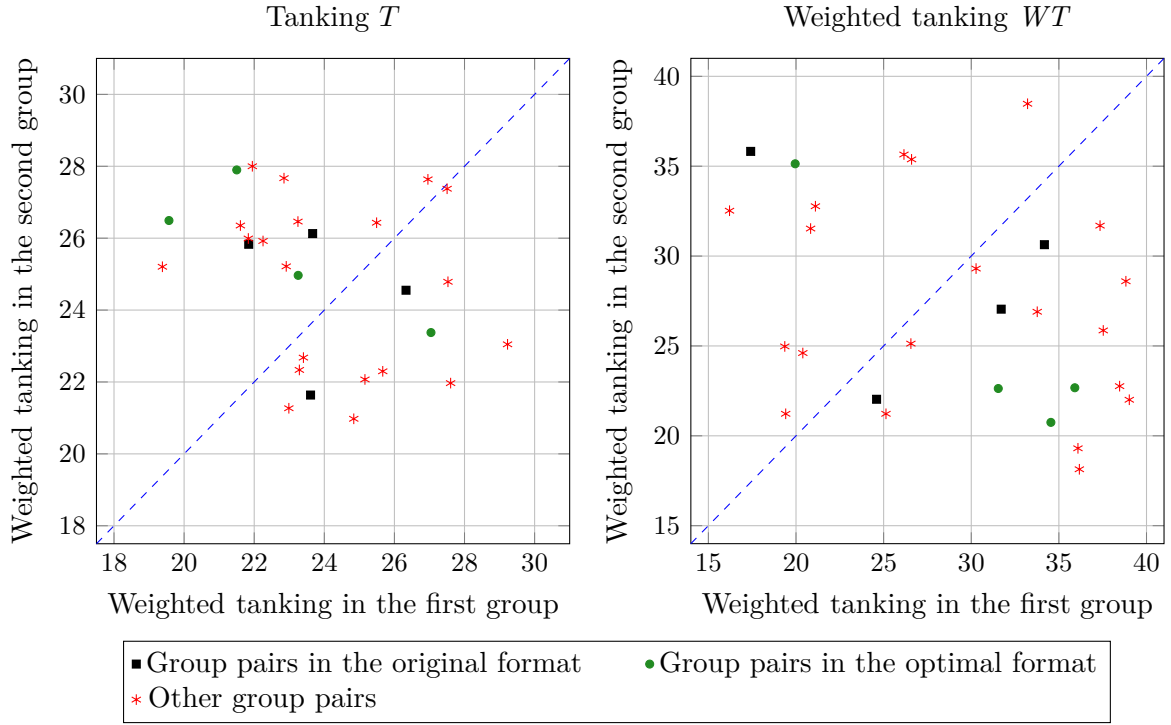 Tanking T
Weighted tanking WT
Weighted tanking in the second group
30
28
26
24
22
20
18
18
20
22
24
26
28
30
Weighted tanking in the first group
Weighted tanking in the second group
40
35
30
25
20
15
15
20
25
30
35
40
Weighted tanking in the first group
Group pairs in the original format
Group pairs in the optimal format
Other group pairs